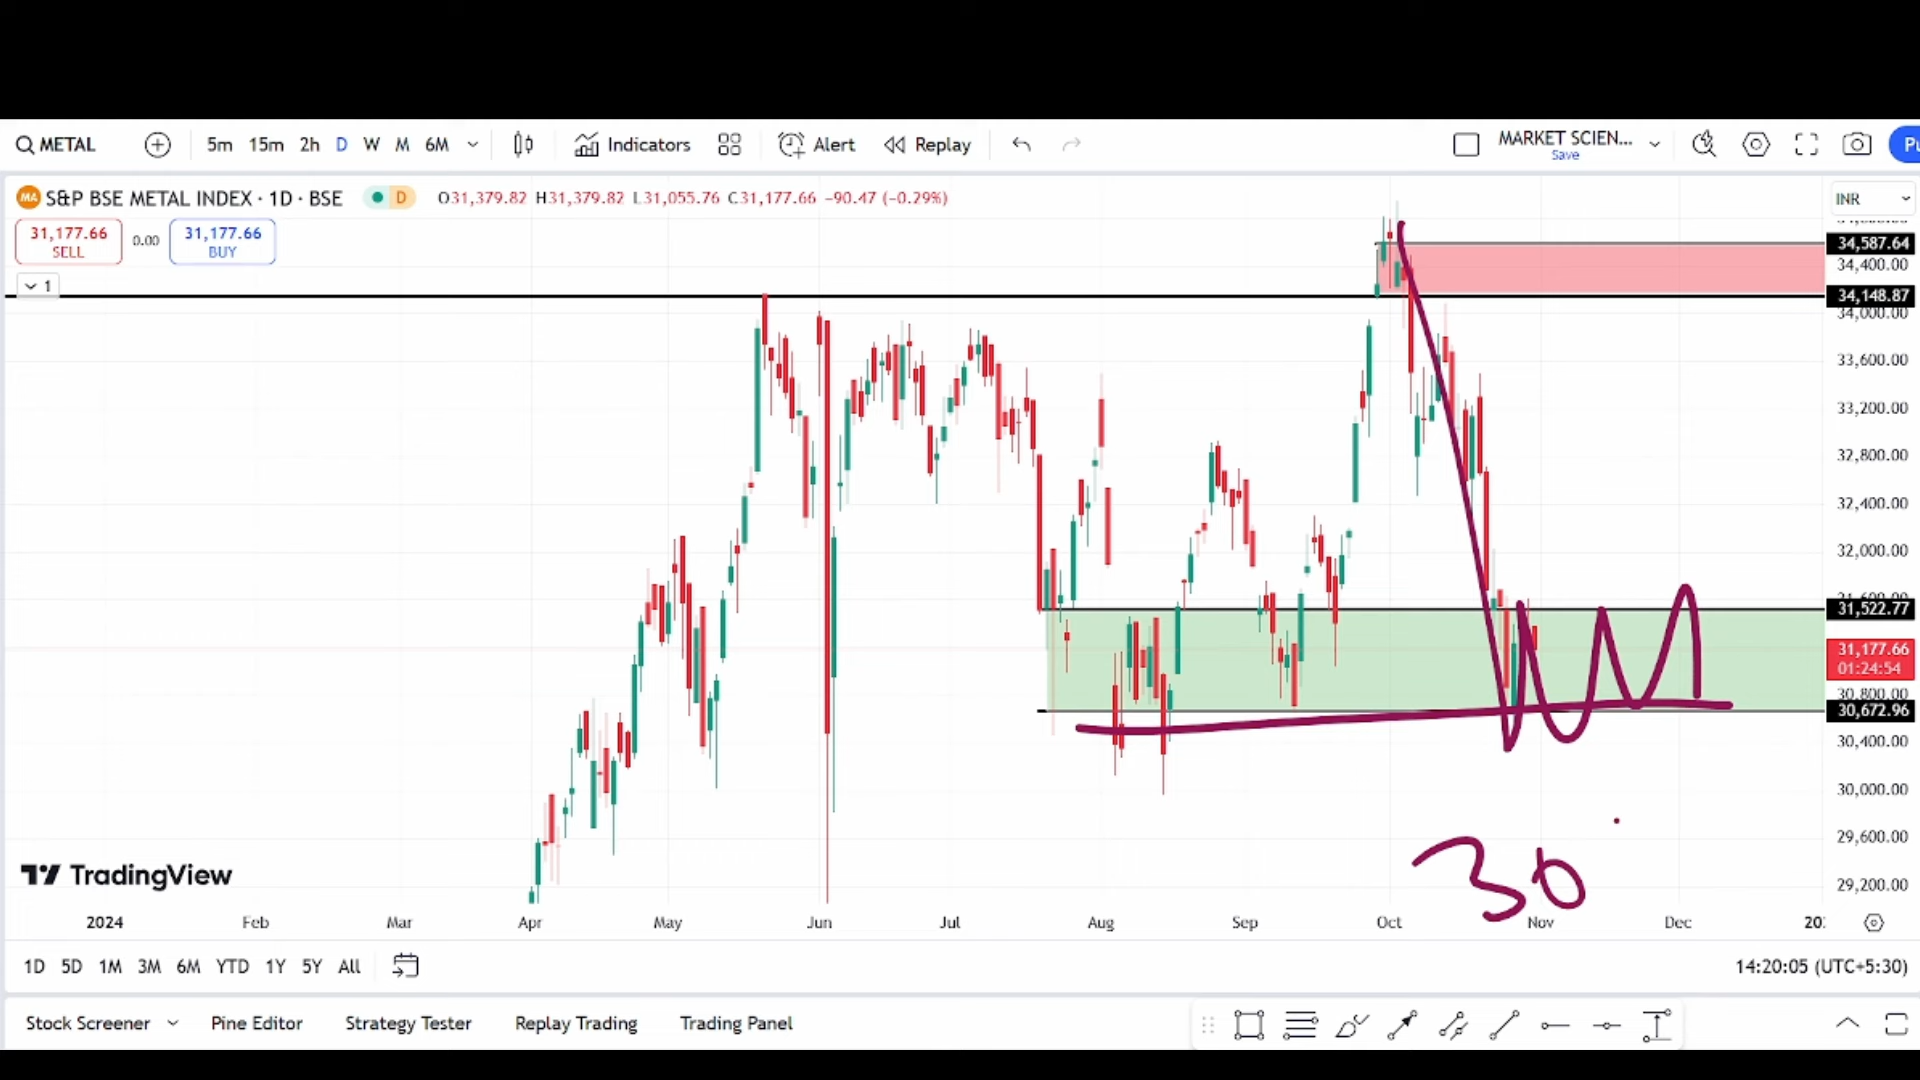 METAL 5m 15m 2h D W M 6M Indicators Alert Replay MARKET SCIEN... Save Pu
MA S&P BSE METAL INDEX · 1D · BSE D O31,379.82 H31,379.82 L31,055.76 C31,177.66 −90.47 (−0.29%) INR
31,177.66 SELL 0.00 31,177.66 BUY
1
34,587.64
34,400.00
34,148.87
34,000.00
33,600.00
33,200.00
32,800.00
32,400.00
32,000.00
31,522.77
31,177.66
01:24:54
30,800.00
30,672.96
30,400.00
30,000.00
29,600.00
29,200.00
30
TradingView
2024 Feb Mar Apr May Jun Jul Aug Sep Oct Nov Dec 20
1D 5D 1M 3M 6M YTD 1Y 5Y All 14:20:05 (UTC+5:30)
Stock Screener Pine Editor Strategy Tester Replay Trading Trading Panel